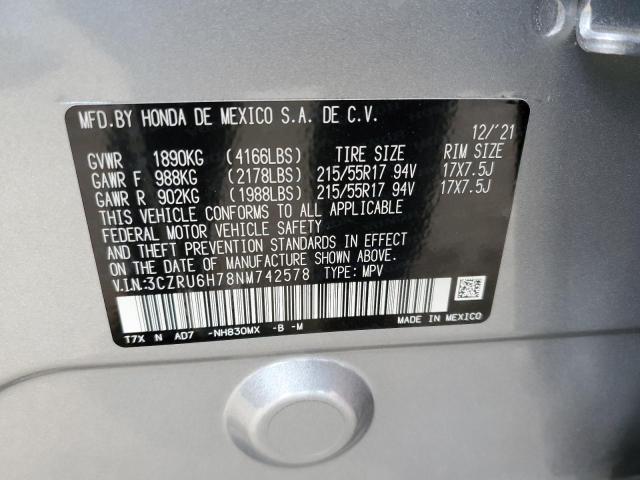 MFD.BY HONDA DE MEXICO S.A. DE C.V.
12/'21
GVWR 1890KG (4166LBS) TIRE SIZE RIM SIZE
GAWR F 988KG (2178LBS) 215/55R17 94V 17X7.5J
GAWR R 902KG (1988LBS) 215/55R17 94V 17X7.5J
THIS VEHICLE CONFORMS TO ALL APPLICABLE
FEDERAL MOTOR VEHICLE SAFETY
AND THEFT PREVENTION STANDARDS IN EFFECT
ON THE DATE OF MANUFACTURE SHOWN ABOVE.
V.I.N:3CZRU6H78NM742578 TYPE: MPV
T7X N AD7 -NH830MX -B -M
MADE IN MEXICO